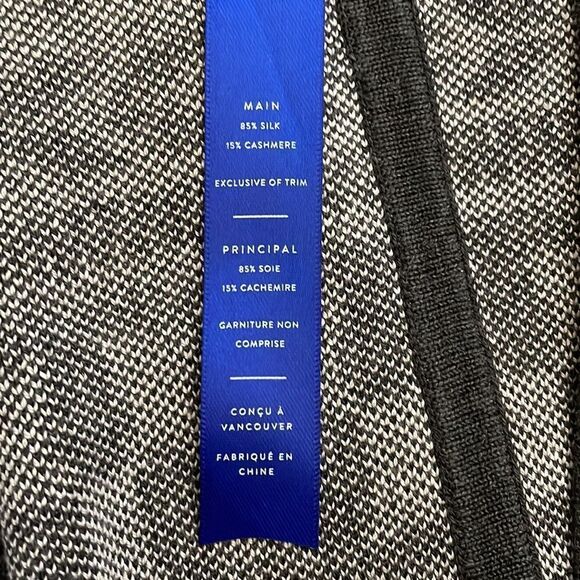 MAIN
85% SILK
15% CASHMERE
EXCLUSIVE OF TRIM
PRINCIPAL
85% SOIE
15% CACHEMIRE
GARNITURE NON
COMPRISE
CONÇU À
VANCOUVER
FABRIQUÉ EN
CHINE